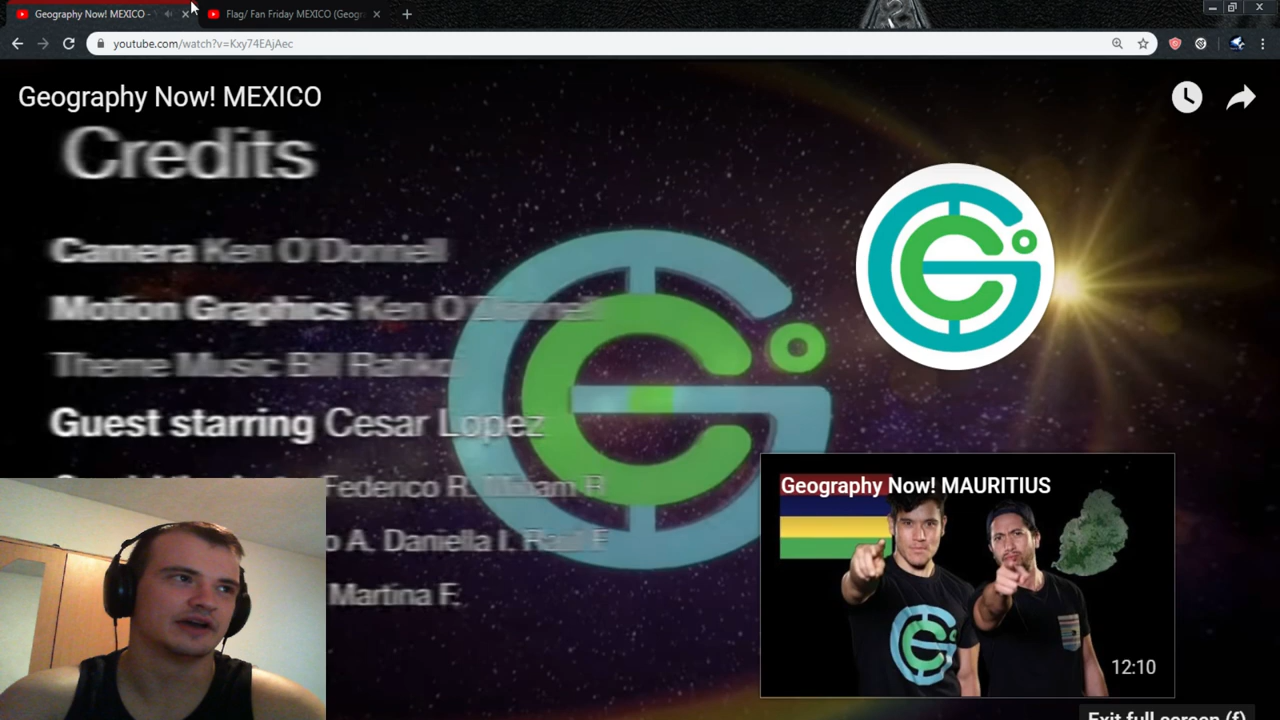 Geography Now! MEXICO -
Flag/ Fan Friday MEXICO (Geogr
youtube.com/watch?v=Kxy74EAjAec
Geography Now! MEXICO
Credits
Camera Ken O'Donnell
Motion Graphics Ken O'Donnell
Theme Music Bill Rahko
Guest starring Cesar Lopez
Federico R. Miriam R
o A. Daniella I. Raul F
Martina F.
Geography Now! MAURITIUS
12:10
Exit full screen (f)